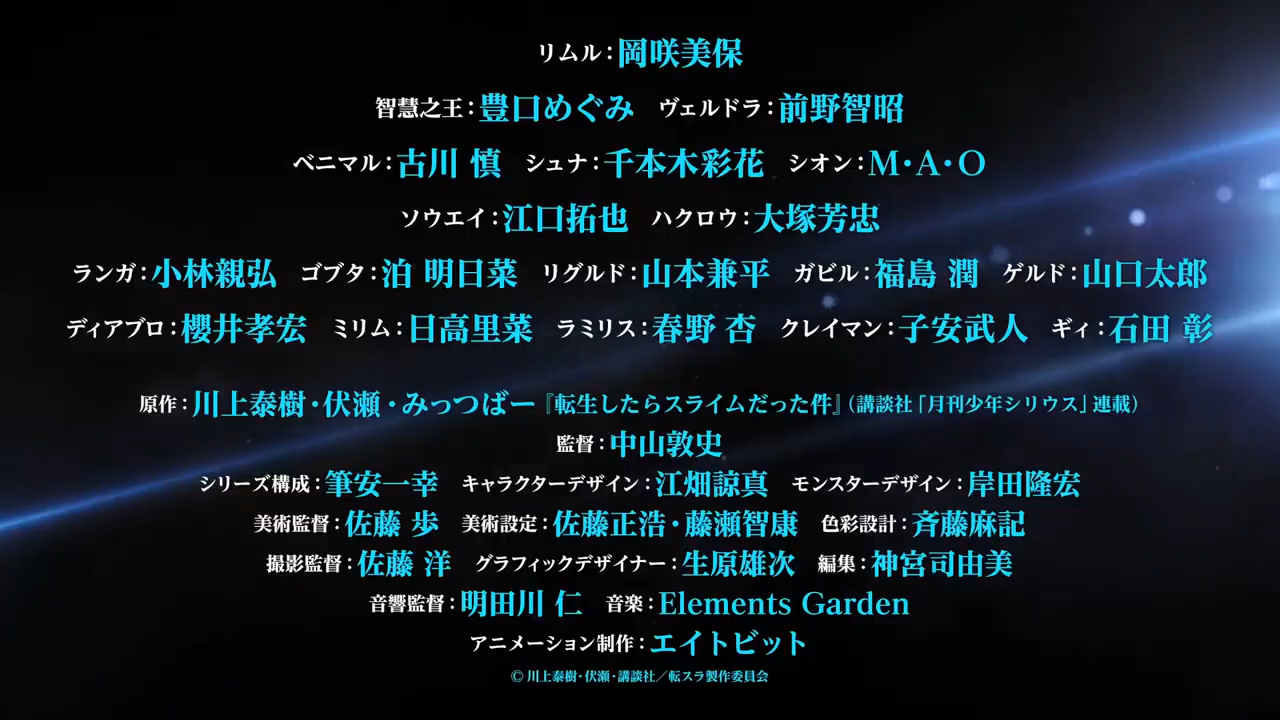 リムル：岡咲美保
智慧之王：豊口めぐみ　ヴェルドラ：前野智昭
ベニマル：古川 慎　シュナ：千本木彩花　シオン：M・A・O
ソウエイ：江口拓也　ハクロウ：大塚芳忠
ランガ：小林親弘　ゴブタ：泊 明日菜　リグルド：山本兼平　ガビル：福島 潤　ゲルド：山口太郎
ディアブロ：櫻井孝宏　ミリム：日高里菜　ラミリス：春野 杏　クレイマン：子安武人　ギィ：石田 彰
原作：川上泰樹・伏瀬・みっつばー『転生したらスライムだった件』（講談社「月刊少年シリウス」連載）
監督：中山敦史
シリーズ構成：筆安一幸　キャラクターデザイン：江畑諒真　モンスターデザイン：岸田隆宏
美術監督：佐藤 歩　美術設定：佐藤正浩・藤瀬智康　色彩設計：斉藤麻記
撮影監督：佐藤 洋　グラフィックデザイナー：生原雄次　編集：神宮司由美
音響監督：明田川 仁　音楽：Elements Garden
アニメーション制作：エイトビット
© 川上泰樹・伏瀬・講談社／転スラ製作委員会